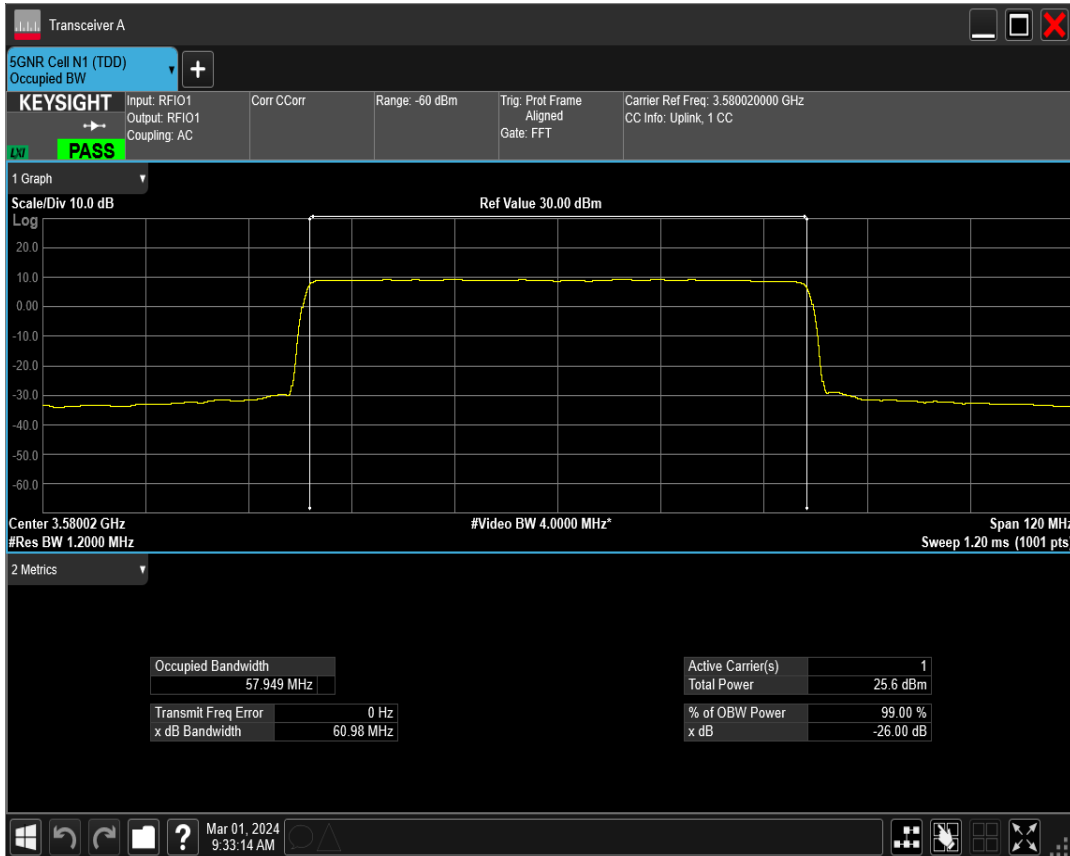 Transceiver A
5GNR Cell N1 (TDD)
Occupied BW
+
KEYSIGHT
LXI
PASS
Input: RFIO1
Output: RFIO1
Coupling: AC
Corr CCorr
Range: -60 dBm
Trig: Prot Frame
Aligned
Gate: FFT
Carrier Ref Freq: 3.580020000 GHz
CC Info: Uplink, 1 CC
1 Graph
Scale/Div 10.0 dB
Ref Value 30.00 dBm
Log
20.0
10.0
0.00
-10.0
-20.0
-30.0
-40.0
-50.0
-60.0
Center 3.58002 GHz
#Video BW 4.0000 MHz*
Span 120 MHz
#Res BW 1.2000 MHz
Sweep 1.20 ms (1001 pts)
2 Metrics
Occupied Bandwidth
57.949 MHz
Transmit Freq Error 0 Hz
x dB Bandwidth 60.98 MHz
Active Carrier(s) 1
Total Power 25.6 dBm
% of OBW Power 99.00 %
x dB -26.00 dB
?
Mar 01, 2024
9:33:14 AM